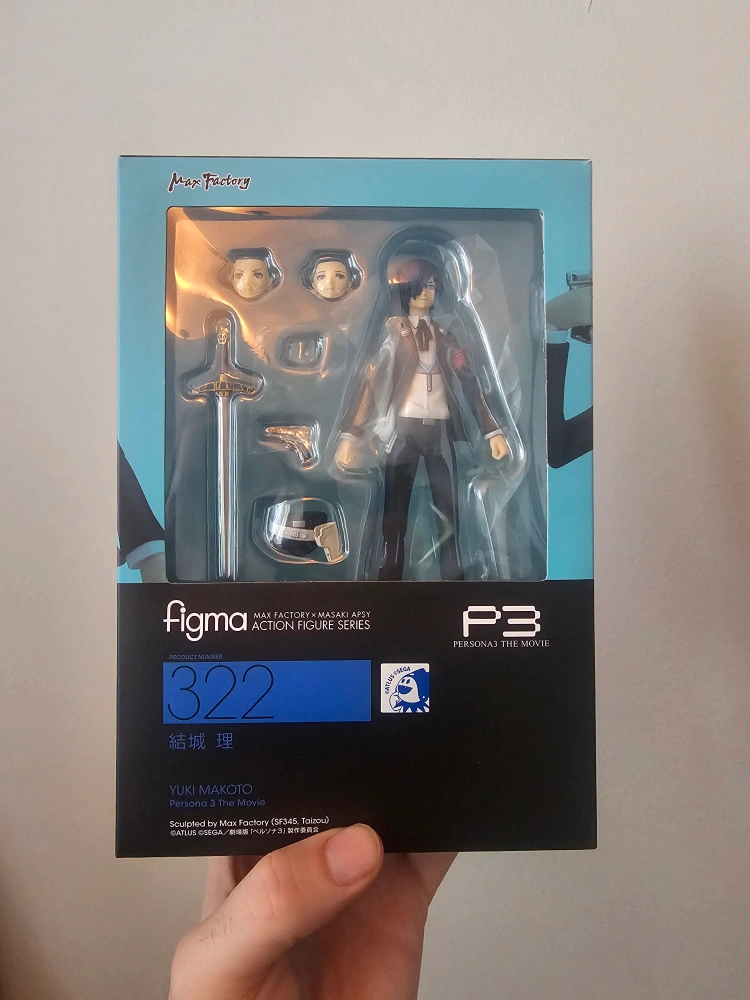 Max Factory
figma
MAX FACTORY×MASAKI APSY
ACTION FIGURE SERIES
P3
PERSONA3 THE MOVIE
PRODUCT NUMBER
322
©ATLUS ©SEGA
結城 理
YUKI MAKOTO
Persona 3 The Movie
Sculpted by Max Factory (SF345, Taizou)
©ATLUS ©SEGA／劇場版「ペルソナ3」製作委員会